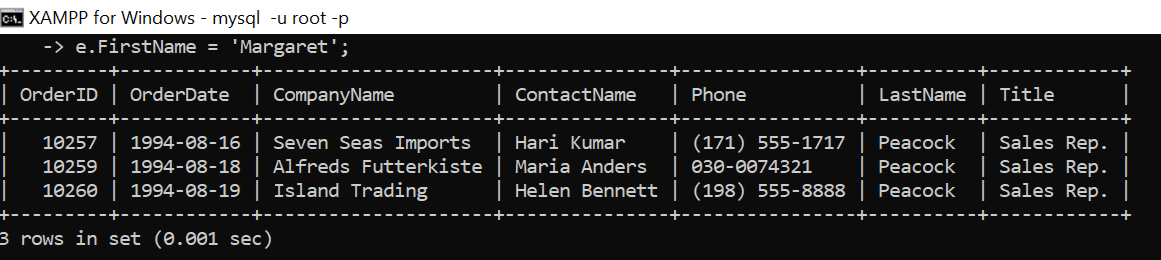 XAMPP for Windows - mysql  -u root -p
    -> e.FirstName = 'Margaret';
+---------+------------+---------------------+---------------+----------------+----------+------------+
| OrderID | OrderDate  | CompanyName         | ContactName   | Phone          | LastName | Title      |
+---------+------------+---------------------+---------------+----------------+----------+------------+
|   10257 | 1994-08-16 | Seven Seas Imports  | Hari Kumar    | (171) 555-1717 | Peacock  | Sales Rep. |
|   10259 | 1994-08-18 | Alfreds Futterkiste | Maria Anders  | 030-0074321    | Peacock  | Sales Rep. |
|   10260 | 1994-08-19 | Island Trading      | Helen Bennett | (198) 555-8888 | Peacock  | Sales Rep. |
+---------+------------+---------------------+---------------+----------------+----------+------------+
3 rows in set (0.001 sec)